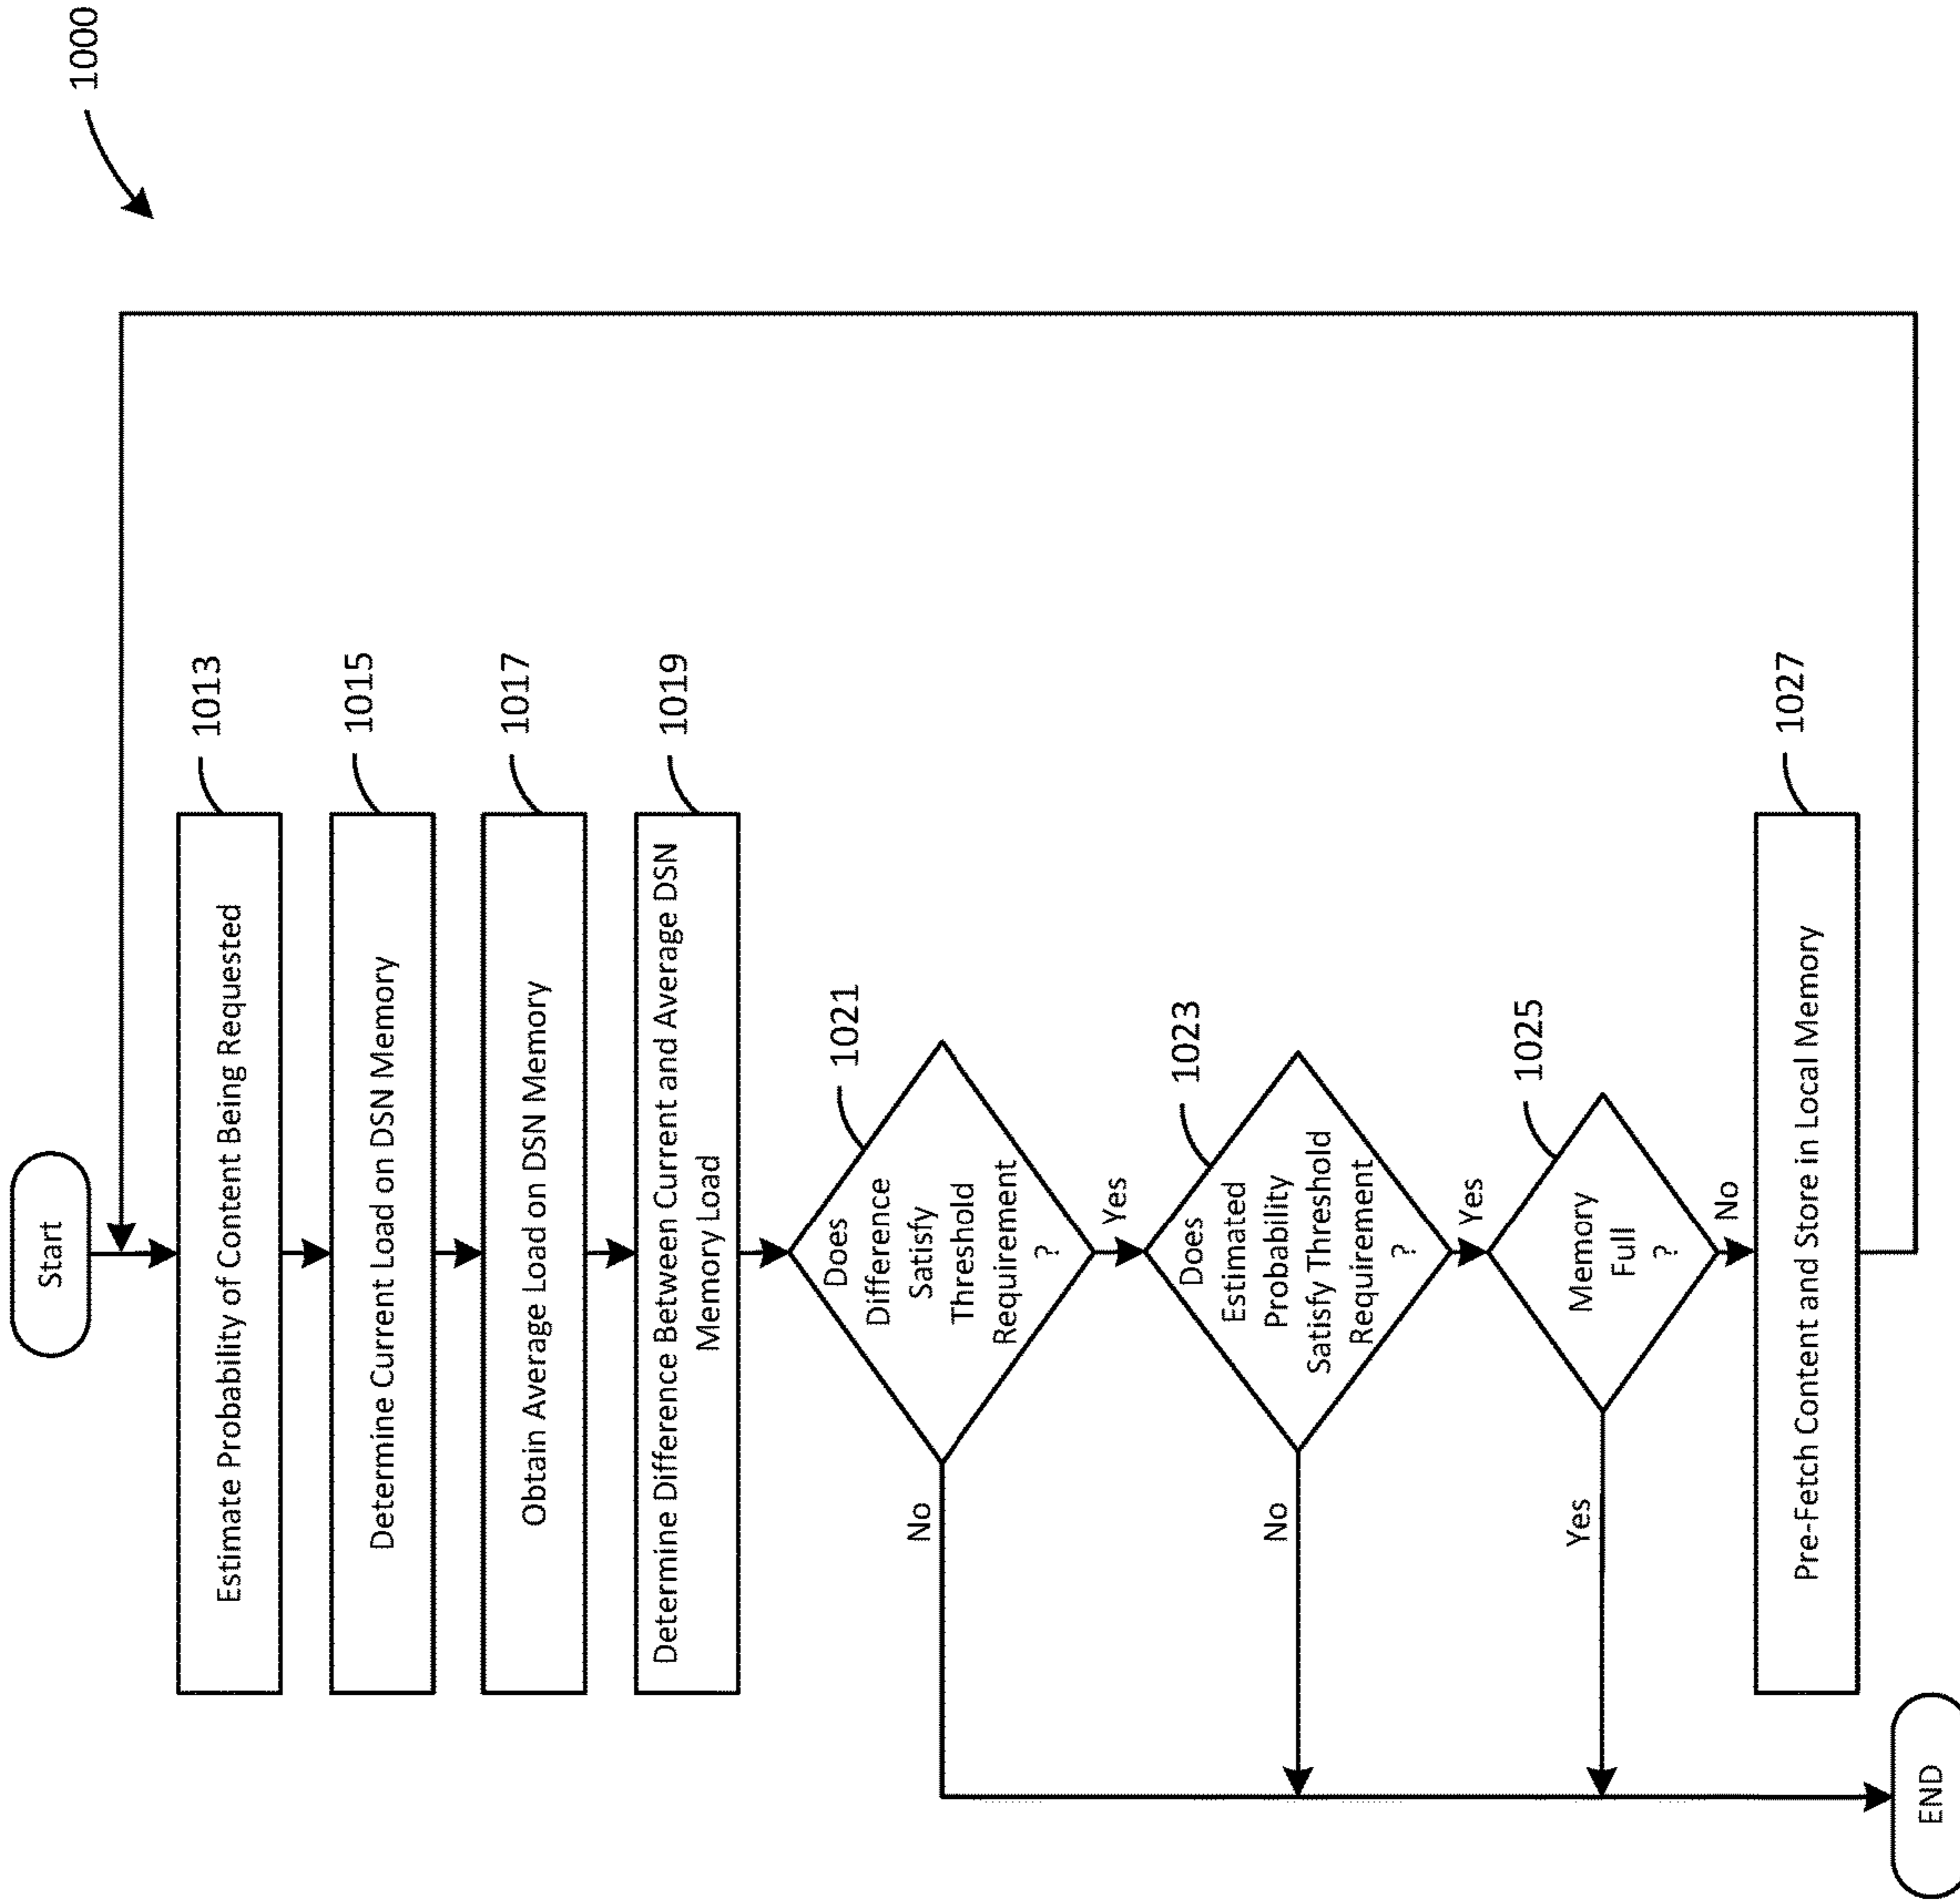 1000
Start
Estimate Probability of Content Being Requested
1013
Determine Current Load on DSN Memory
1015
Obtain Average Load on DSN Memory
1017
Determine Difference Between Current and Average DSN
Memory Load
1019
Does
Difference
Satisfy
Threshold
Requirement
?
1021
No
Yes
Does
Estimated
Probability
Satisfy Threshold
Requirement
?
1023
No
Yes
Memory
Full
?
1025
Yes
No
Pre-Fetch Content and Store in Local Memory
1027
END